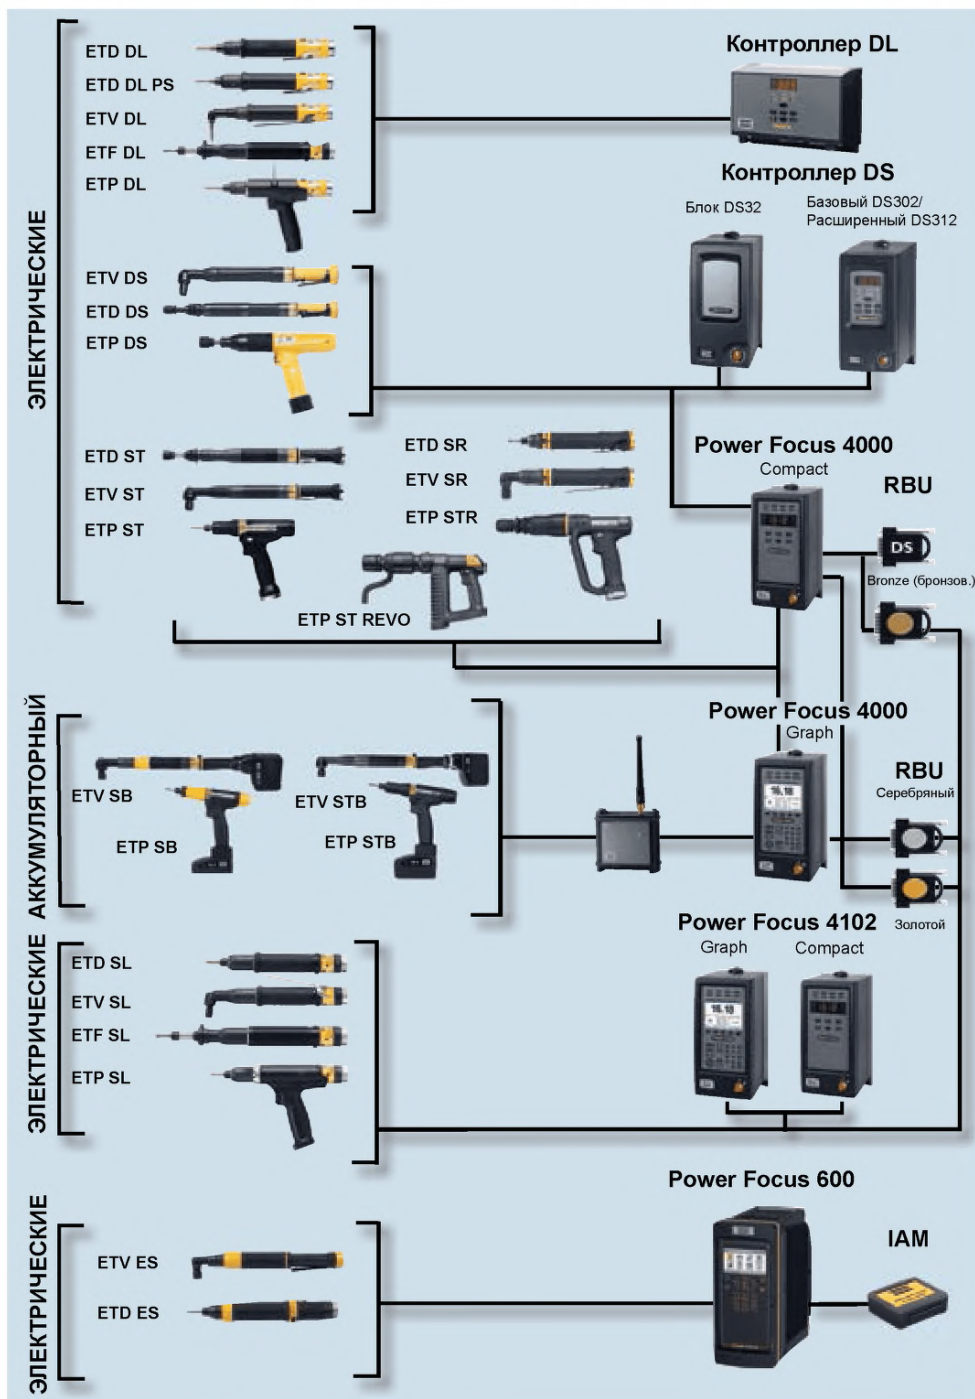 ЭЛЕКТРИЧЕСКИЕ
ETD DL
ETD DL PS
ETV DL
ETF DL
ETP DL
Контроллер DL
Контроллер DS
Блок DS32
Базовый DS302/
Расширенный DS312
ETV DS
ETD DS
ETP DS
ETD ST
ETV ST
ETP ST
ETD SR
ETV SR
ETP STR
ETP ST REVO
Power Focus 4000
Compact
RBU
DS
Bronze (бронзов.)
АККУМУЛЯТОРНЫЙ
ETV SB
ETP SB
ETV STB
ETP STB
Power Focus 4000
Graph
16.18
RBU
Серебряный
Золотой
ЭЛЕКТРИЧЕСКИЕ
ETD SL
ETV SL
ETF SL
ETP SL
Power Focus 4102
Graph
Compact
16.18
ЭЛЕКТРИЧЕСКИЕ
ETV ES
ETD ES
Power Focus 600
IAM